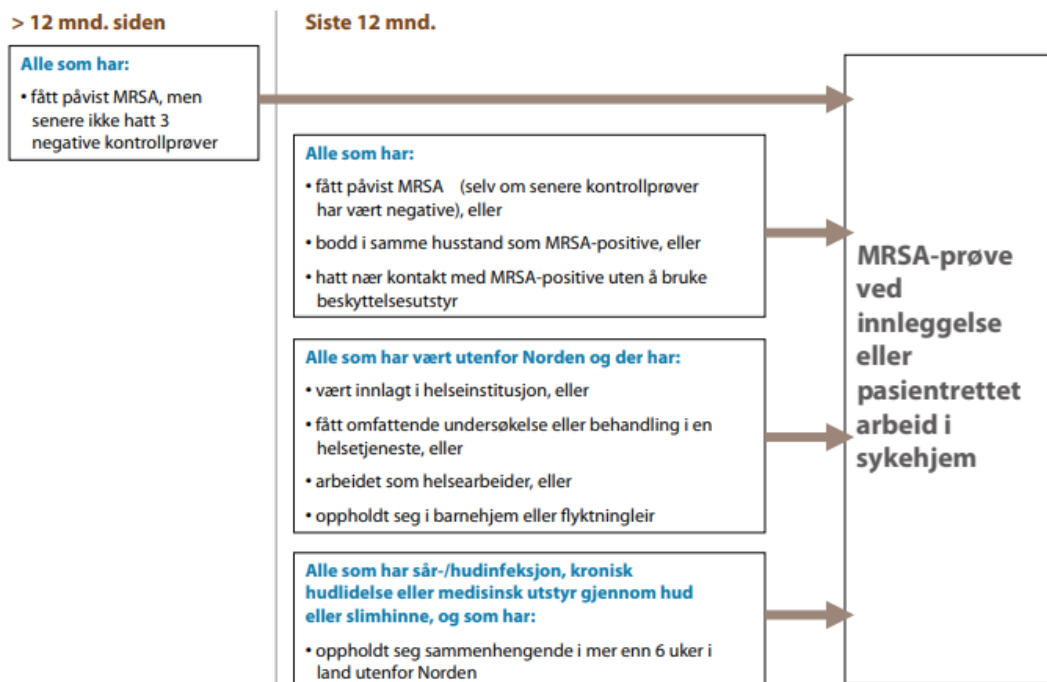 > 12 mnd. siden
Alle som har:
• fått påvist MRSA, men
senere ikke hatt 3
negative kontrollprøver
Siste 12 mnd.
Alle som har:
• fått påvist MRSA (selv om senere kontrollprøver
har vært negative), eller
• bodd i samme husstand som MRSA-positive, eller
• hatt nær kontakt med MRSA-positive uten å bruke
beskyttelsesutstyr
Alle som har vært utenfor Norden og der har:
• vært innlagt i helseinstitusjon, eller
• fått omfattende undersøkelse eller behandling i en
helsetjeneste, eller
• arbeidet som helsearbeider, eller
• oppholdt seg i barnehjem eller flyktningleir
Alle som har sår-/hudinfeksjon, kronisk
hudlidelse eller medisinsk utstyr gjennom hud
eller slimhinne, og som har:
• oppholdt seg sammenhengende i mer enn 6 uker i
land utenfor Norden
MRSA-prøve
ved
innleggelse
eller
pasientrettet
arbeid i
sykehjem